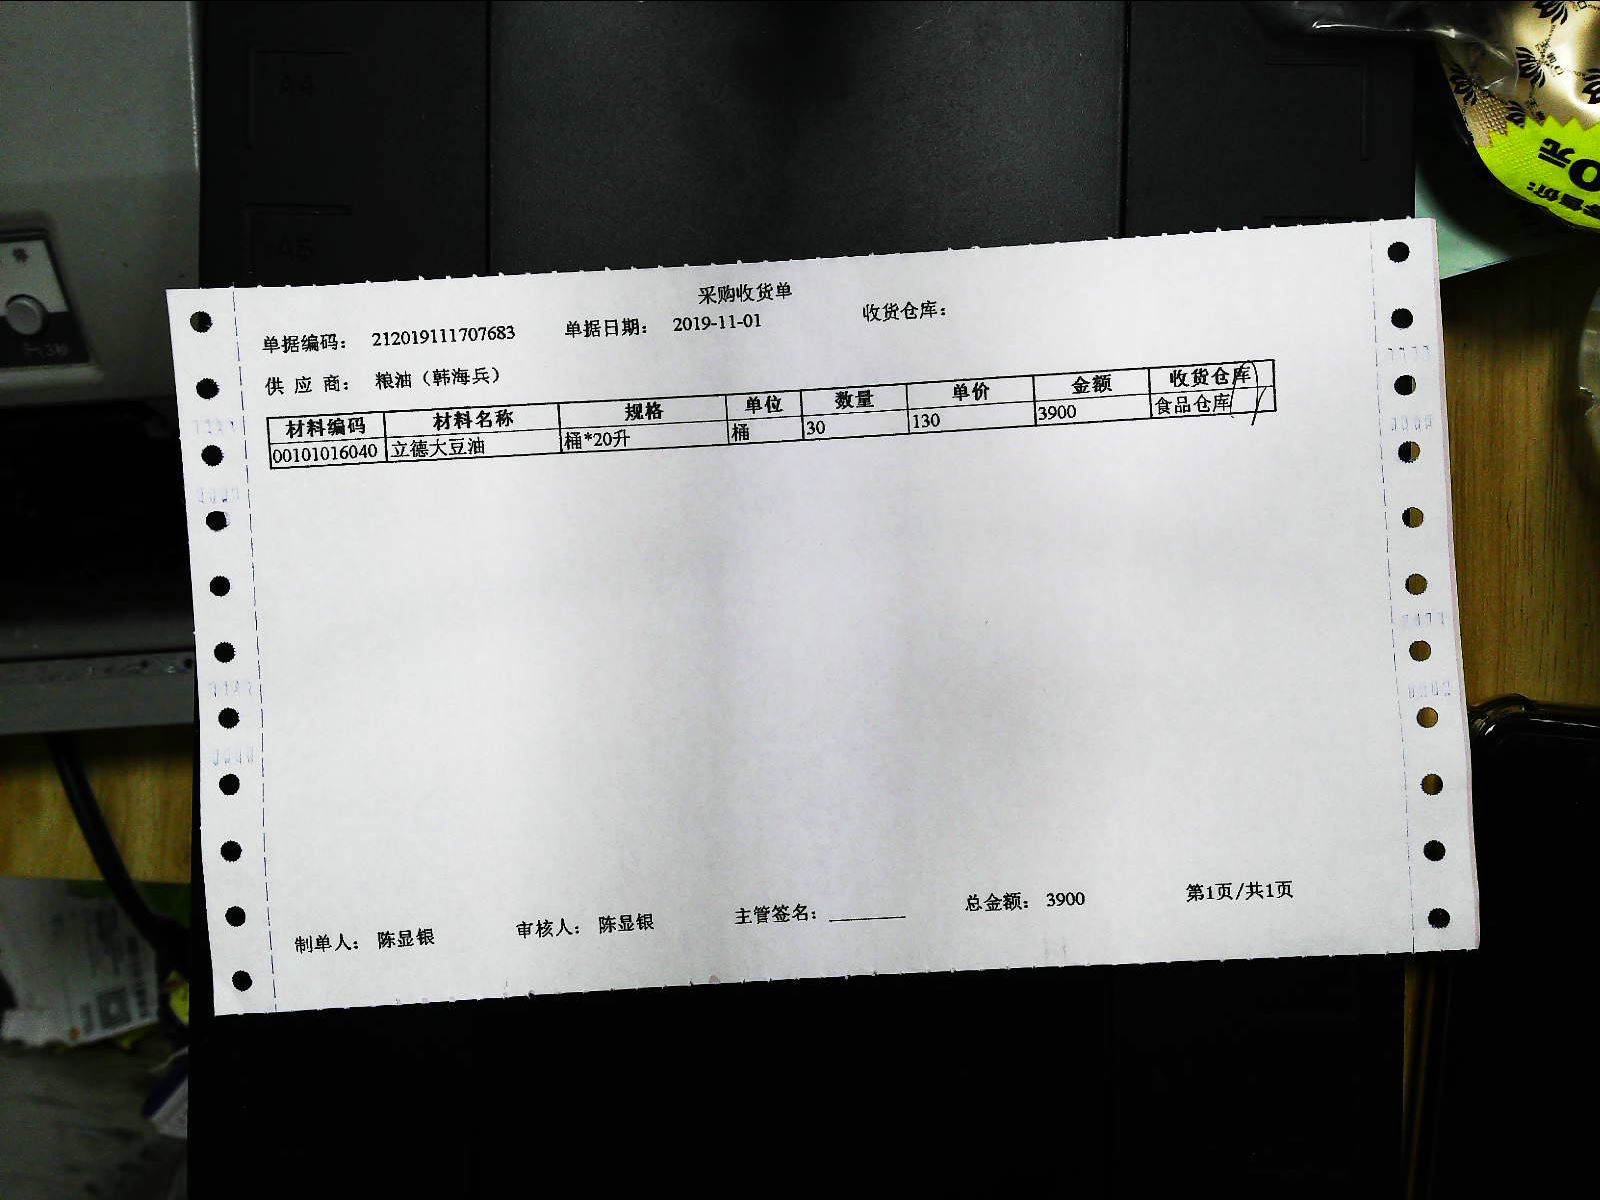 采购收货单
单据编码： 212019111707683 单据日期： 2019-11-01 收货仓库：
供 应 商： 粮油（韩海兵）
材料编码 材料名称 规格 单位 数量 单价 金额 收货仓库
00101016040 立德大豆油 桶*20升 桶 30 130 3900 食品仓库
制单人： 陈显银 审核人： 陈显银 主管签名： 总金额： 3900 第1页/共1页
A4
A5
0元